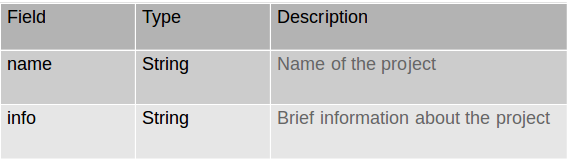 Field Type Description
name String Name of the project
info String Brief information about the project